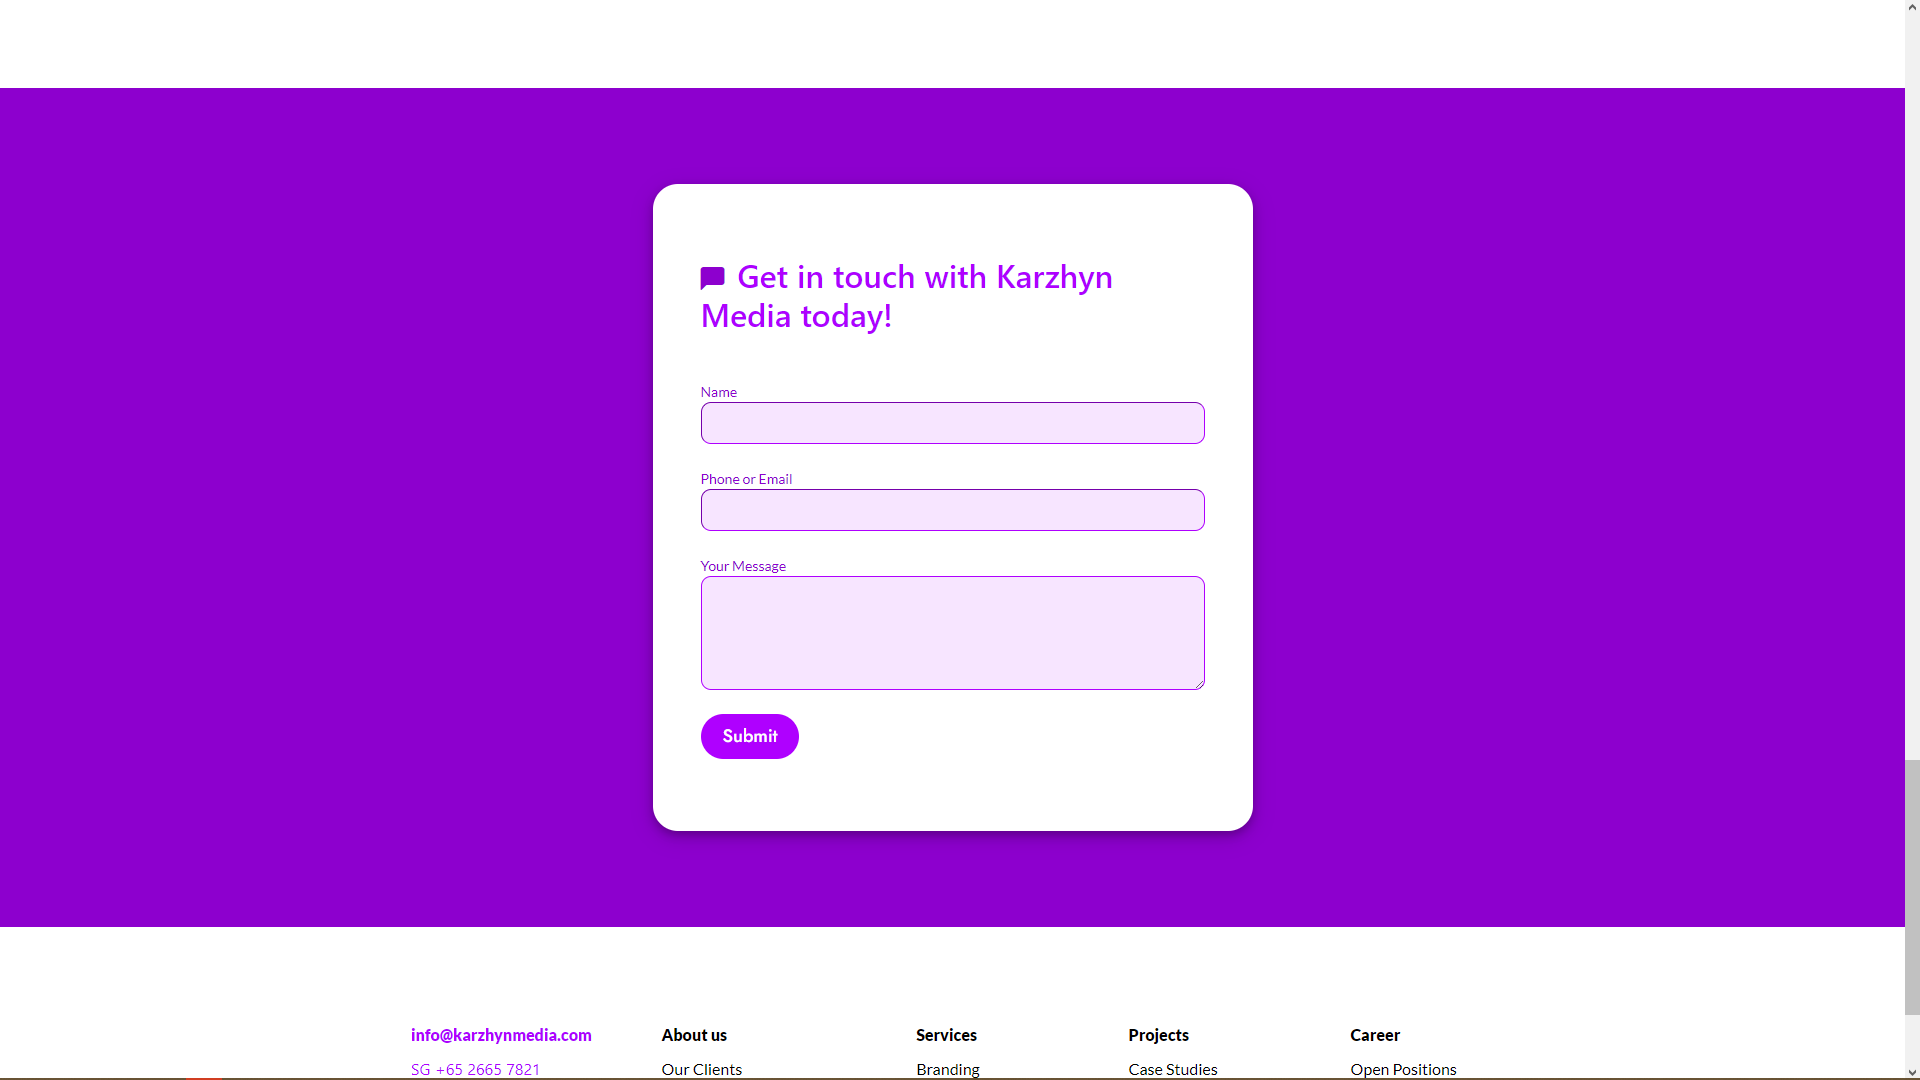 Get in touch with Karzhyn
Media today!
Name
Phone or Email
Your Message
Submit
info@karzhynmedia.com
SG +65 2665 7821
About us
Our Clients
Services
Branding
Projects
Case Studies
Career
Open Positions